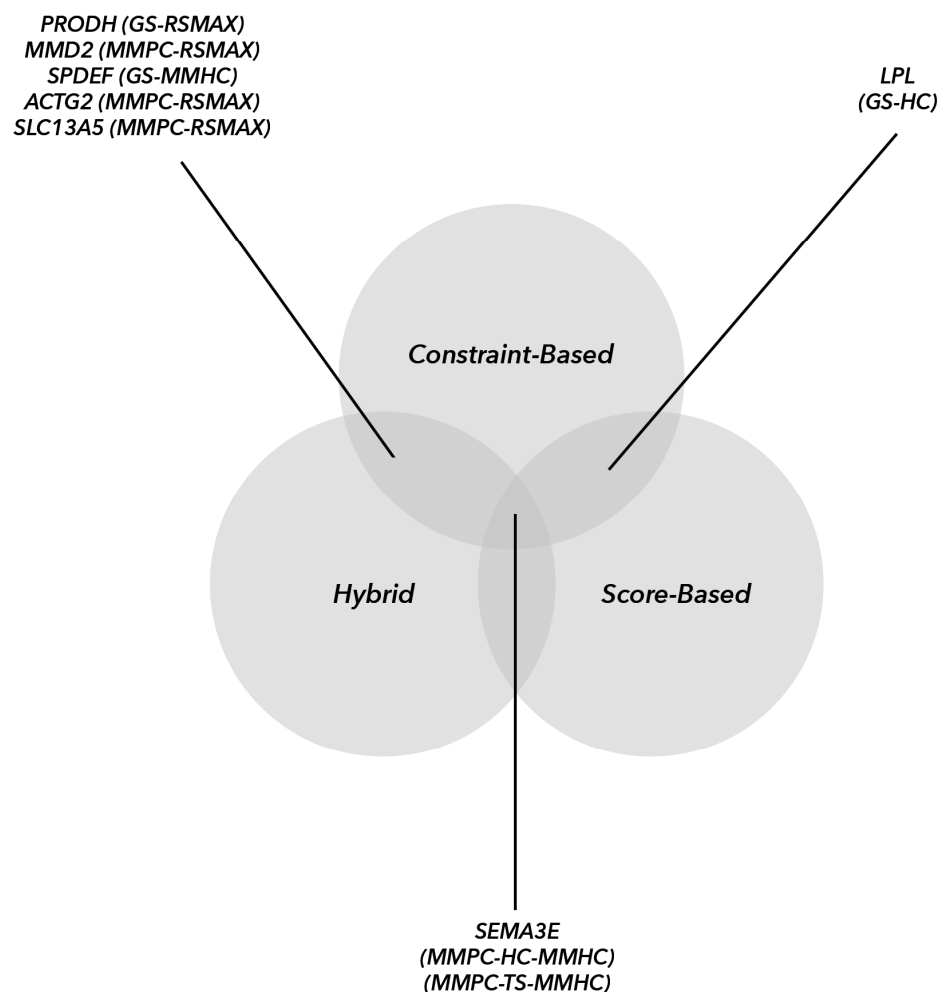 PRODH (GS-RSMAX)
MMD2 (MMPC-RSMAX)
SPDEF (GS-MMHC)
ACTG2 (MMPC-RSMAX)
SLC13A5 (MMPC-RSMAX)
LPL
(GS-HC)
Constraint-Based
Hybrid
Score-Based
SEMA3E
(MMPC-HC-MMHC)
(MMPC-TS-MMHC)